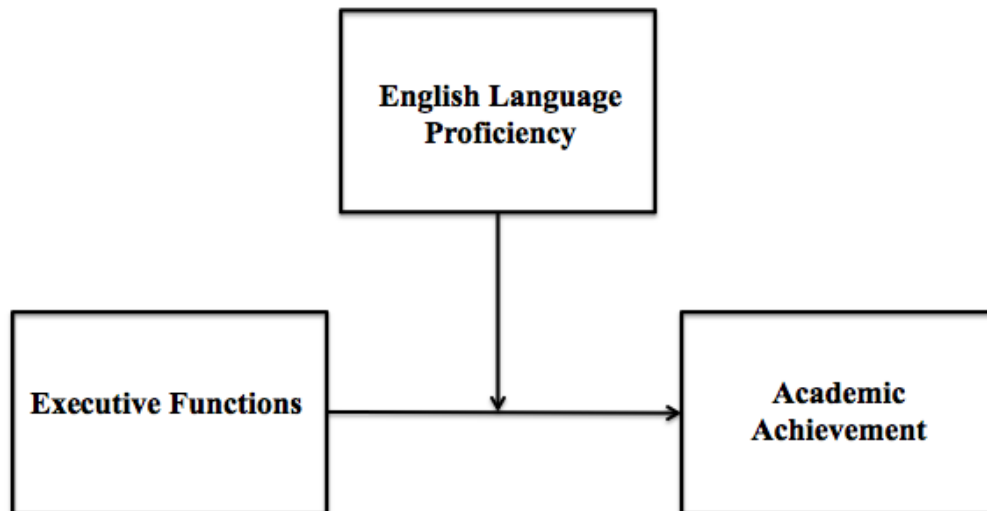 English Language
Proficiency
Executive Functions
Academic
Achievement